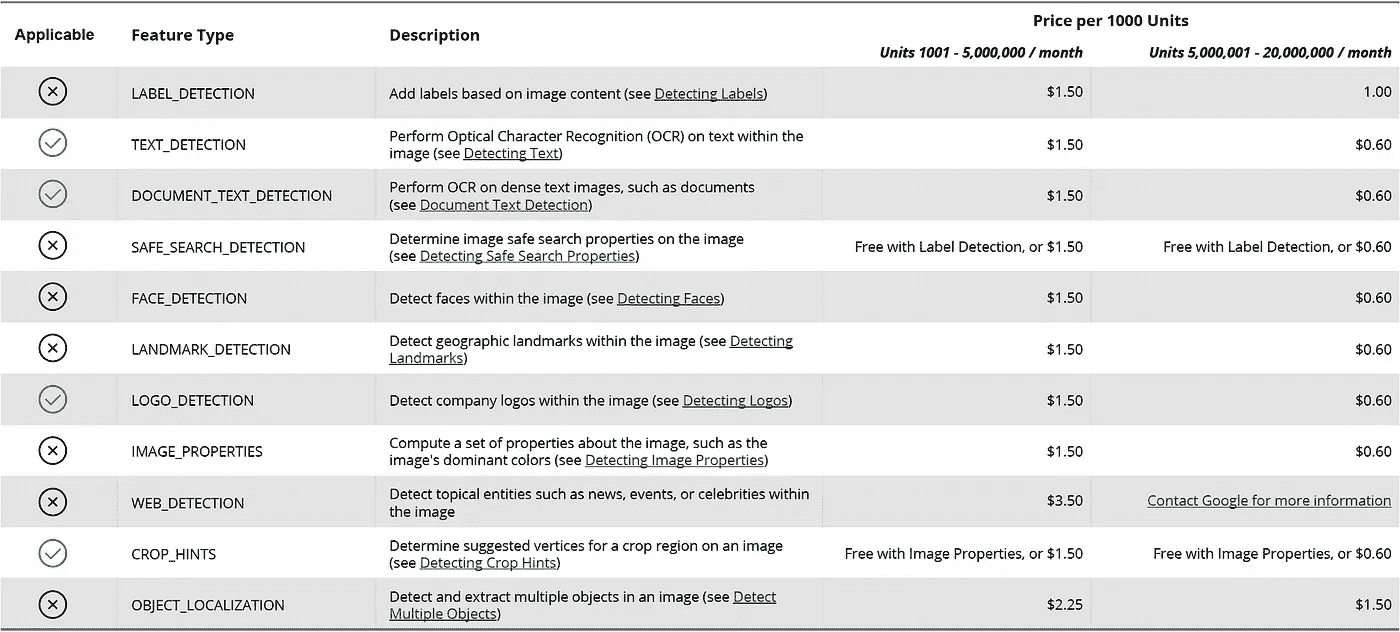 Price per 1000 Units
Applicable Feature Type Description
Units 1001 - 5,000,000 / month Units 5,000,001 - 20,000,000 / month
LABEL_DETECTION Add labels based on image content (see Detecting Labels) $1.50 1.00
Perform Optical Character Recognition (OCR) on text within the
TEXT_DETECTION $1.50 $0.60
image (see Detecting Text)
Perform OCR on dense text images, such as documents
DOCUMENT_TEXT_DETECTION $1.50 $0.60
(see Document Text Detection)
Determine image safe search properties on the image
SAFE_SEARCH_DETECTION Free with Label Detection, or $1.50 Free with Label Detection, or $0.60
(see Detecting Safe Search Properties)
FACE_DETECTION Detect faces within the image (see Detecting Faces) $1.50 $0.60
Detect geographic landmarks within the image (see Detecting
LANDMARK_DETECTION $1.50 $0.60
Landmarks)
LOGO_DETECTION Detect company logos within the image (see Detecting Logos) $1.50 $0.60
Compute a set of properties about the image, such as the
IMAGE_PROPERTIES $1.50 $0.60
image's dominant colors (see Detecting Image Properties)
Detect topical entities such as news, events, or celebrities within
WEB_DETECTION $3.50 Contact Google for more information
the image
Determine suggested vertices for a crop region on an image
CROP_HINTS Free with Image Properties, or $1.50 Free with Image Properties, or $0.60
(see Detecting Crop Hints)
Detect and extract multiple objects in an image (see Detect
OBJECT_LOCALIZATION $2.25 $1.50
Multiple Objects)